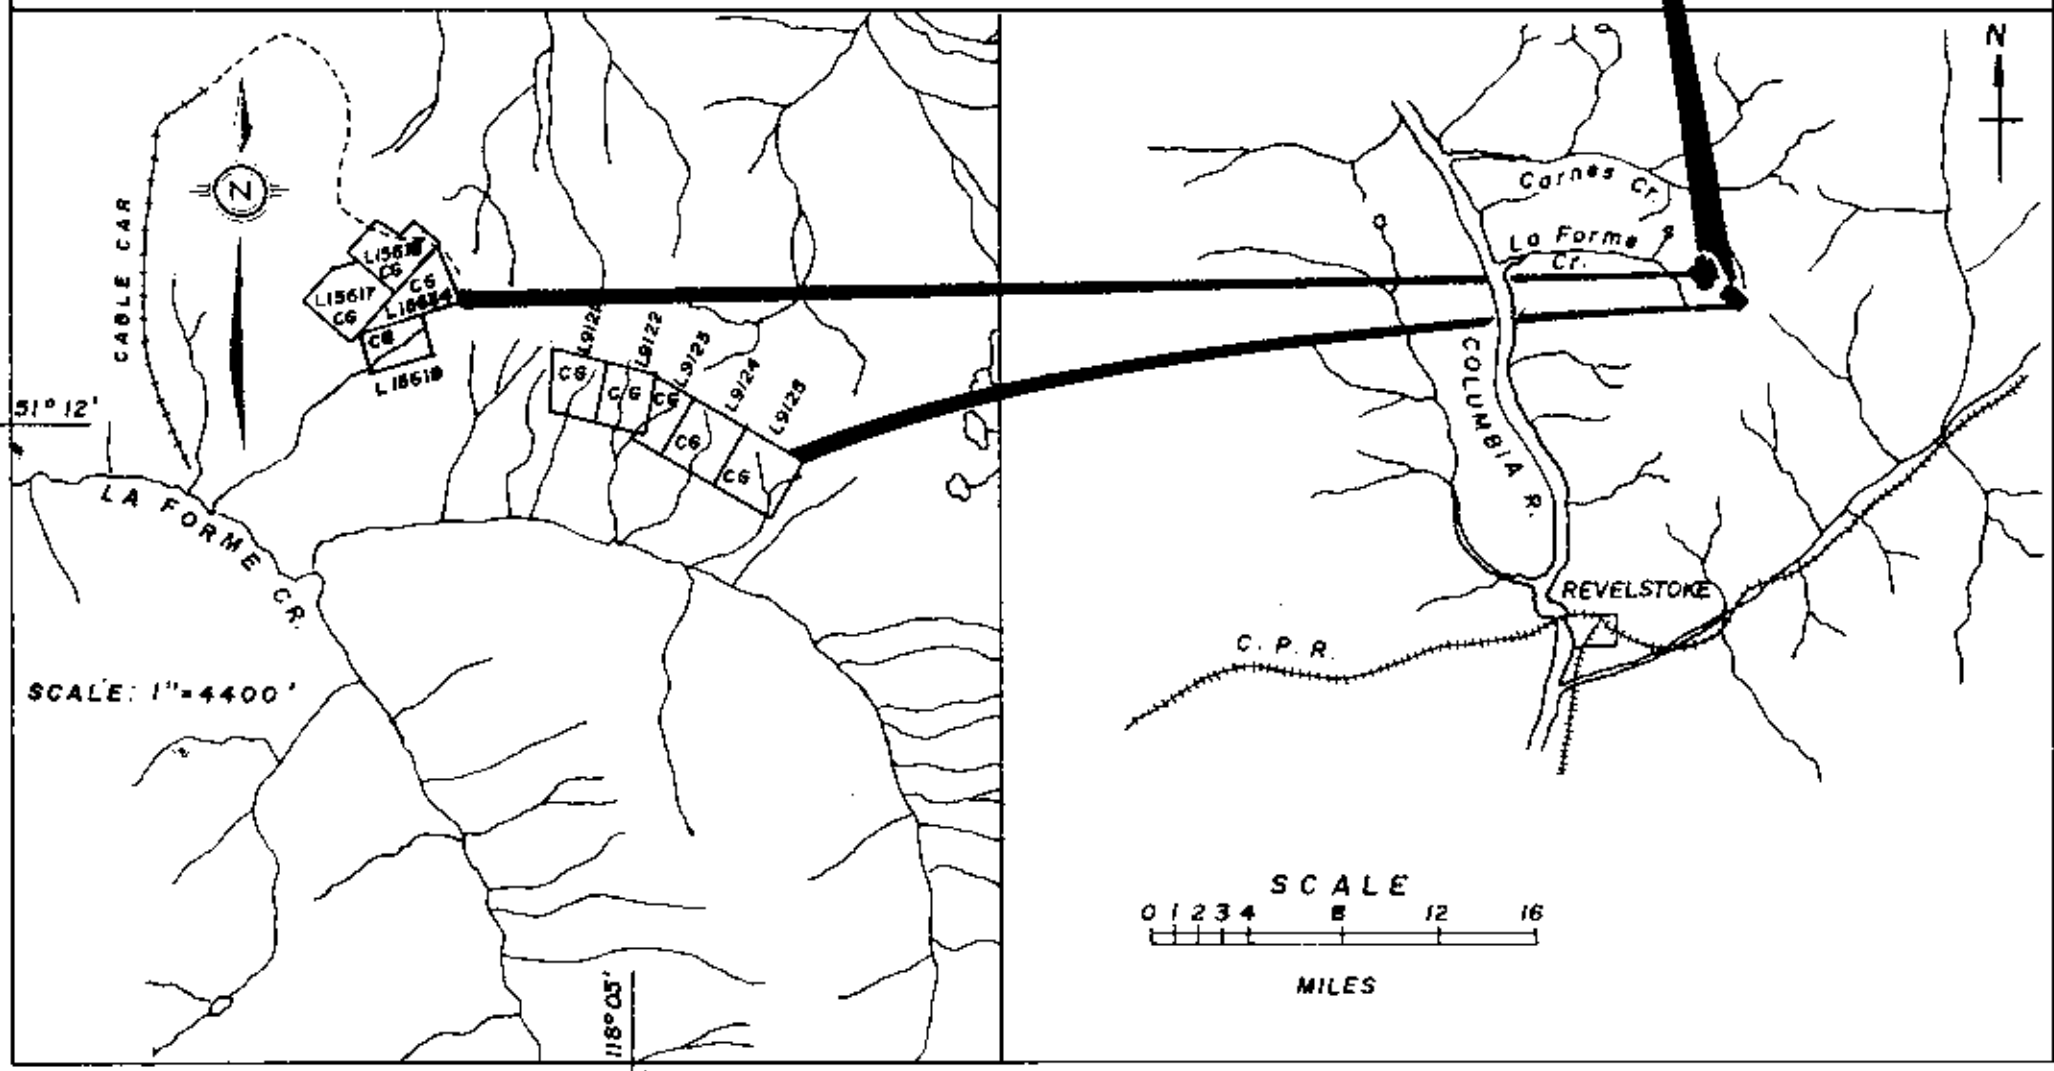 CABLE CAR
N
L15617
CG
CG
CG
CG
51° 12'
LA FORME CR.
L9122
L9124
L9125
CG
CG
CG
CG
CG
SCALE: 1"=4400'
118° 05'
N
Carnes Cr.
La Forme
Cr.
COLUMBIA R.
REVELSTOKE
C. P. R.
SCALE
0 1 2 3 4 8 12 16
MILES